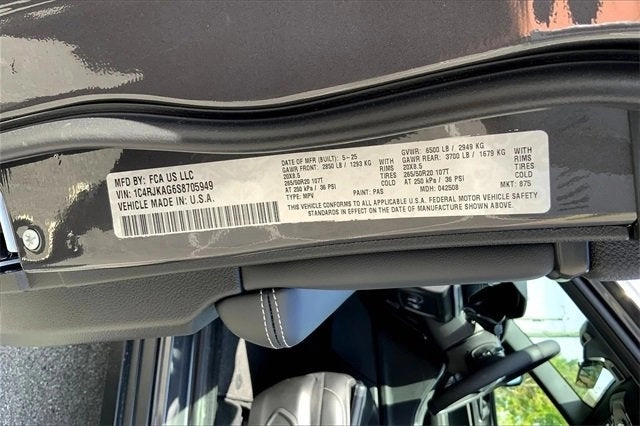 MFD BY: FCA US LLC
VIN: 1C4RJKAG6S8705949
VEHICLE MADE IN: U.S.A.
DATE OF MFR (BUILT): 5-25 GVWR: 6500 LB / 2949 KG
GAWR FRONT: 2850 LB / 1293 KG WITH GAWR REAR: 3700 LB / 1679 KG WITH
20X8.5 RIMS 20X8.5 RIMS
265/50R20 107T TIRES 265/50R20 107T TIRES
AT 250 kPa / 36 PSI COLD AT 250 kPa / 36 PSI COLD
TYPE: MPV PAINT: PAS MDH: 042508 MKT: 875
THIS VEHICLE CONFORMS TO ALL APPLICABLE U.S.A. FEDERAL MOTOR VEHICLE SAFETY,
BUMPER, AND THEFT PREVENTION STANDARDS IN EFFECT ON THE DATE OF MANUFACTURE SHOWN ABOVE.